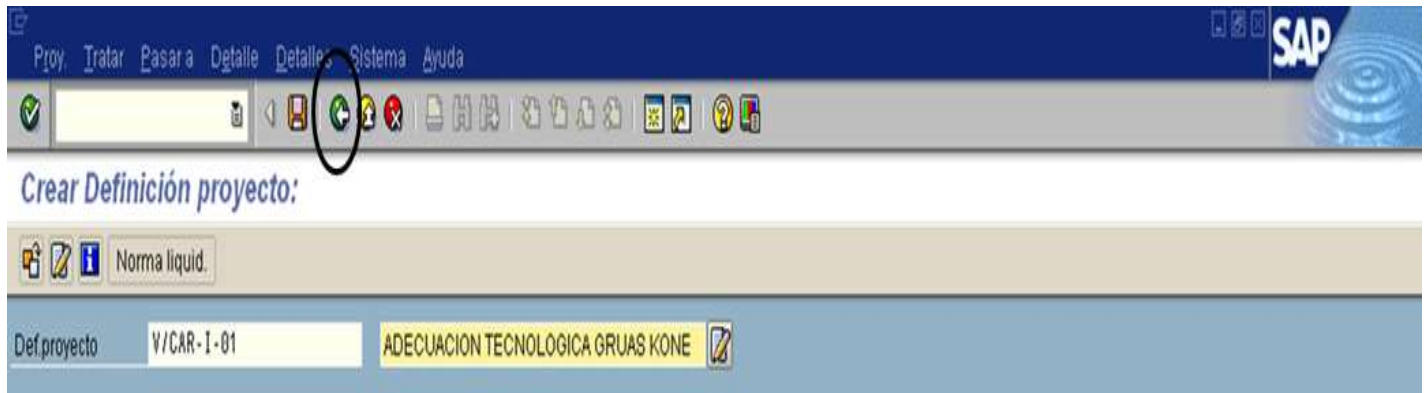 Proy. Tratar Pasar a Detalle Detalles Sistema Ayuda
SAP
Crear Definición proyecto:
Norma liquid.
Def.proyecto V/CAR-I-01 ADECUACION TECNOLOGICA GRUAS KONE